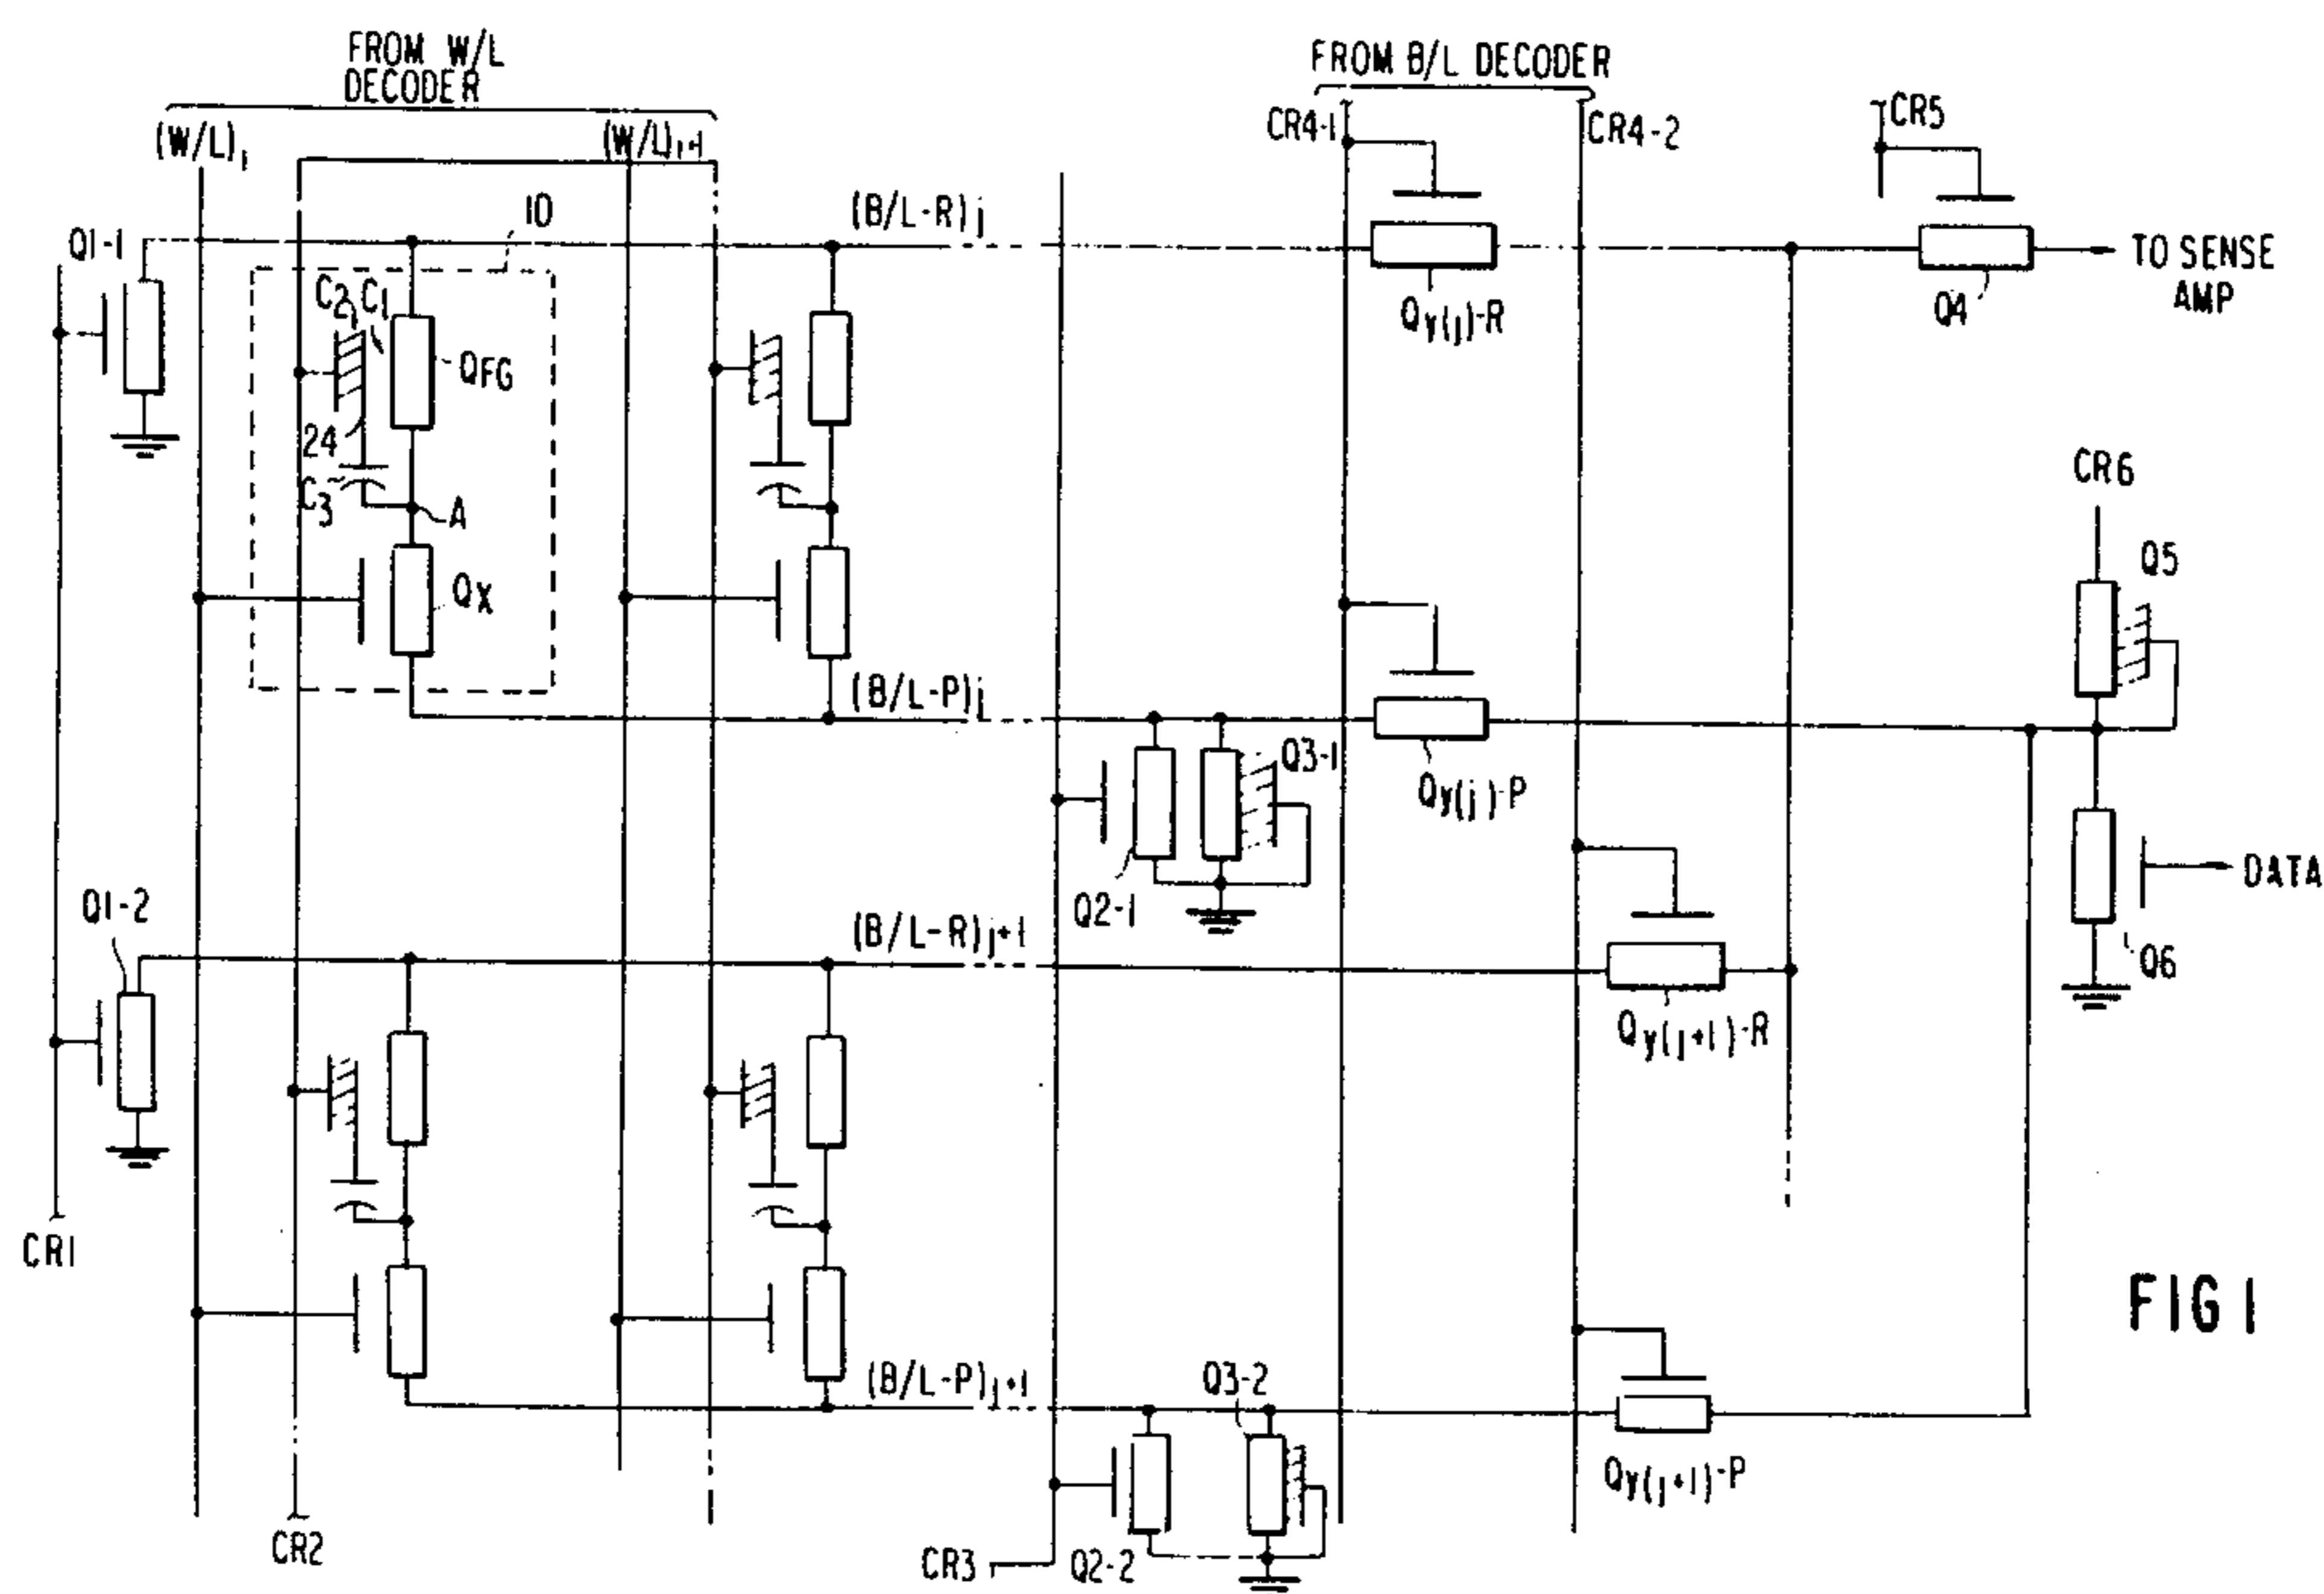 FROM W/L
DECODER
FROM B/L DECODER
(W/L)j
(W/L)j+1
CR4-1
CR4-2
CR5
Q1-1
10
(B/L-R)j
TO SENSE
AMP
C2
C1
QFG
Qy(j)-R
Q4
24
C3
A
CR6
Q5
QX
(B/L-P)j
Q3-1
Qy(j)-P
Q2-1
DATA
Q1-2
(B/L-R)j+1
Q6
Qy(j+1)-R
CR1
FIG 1
(B/L-P)j+1
Q3-2
Qy(j+1)-P
CR2
CR3
Q2-2